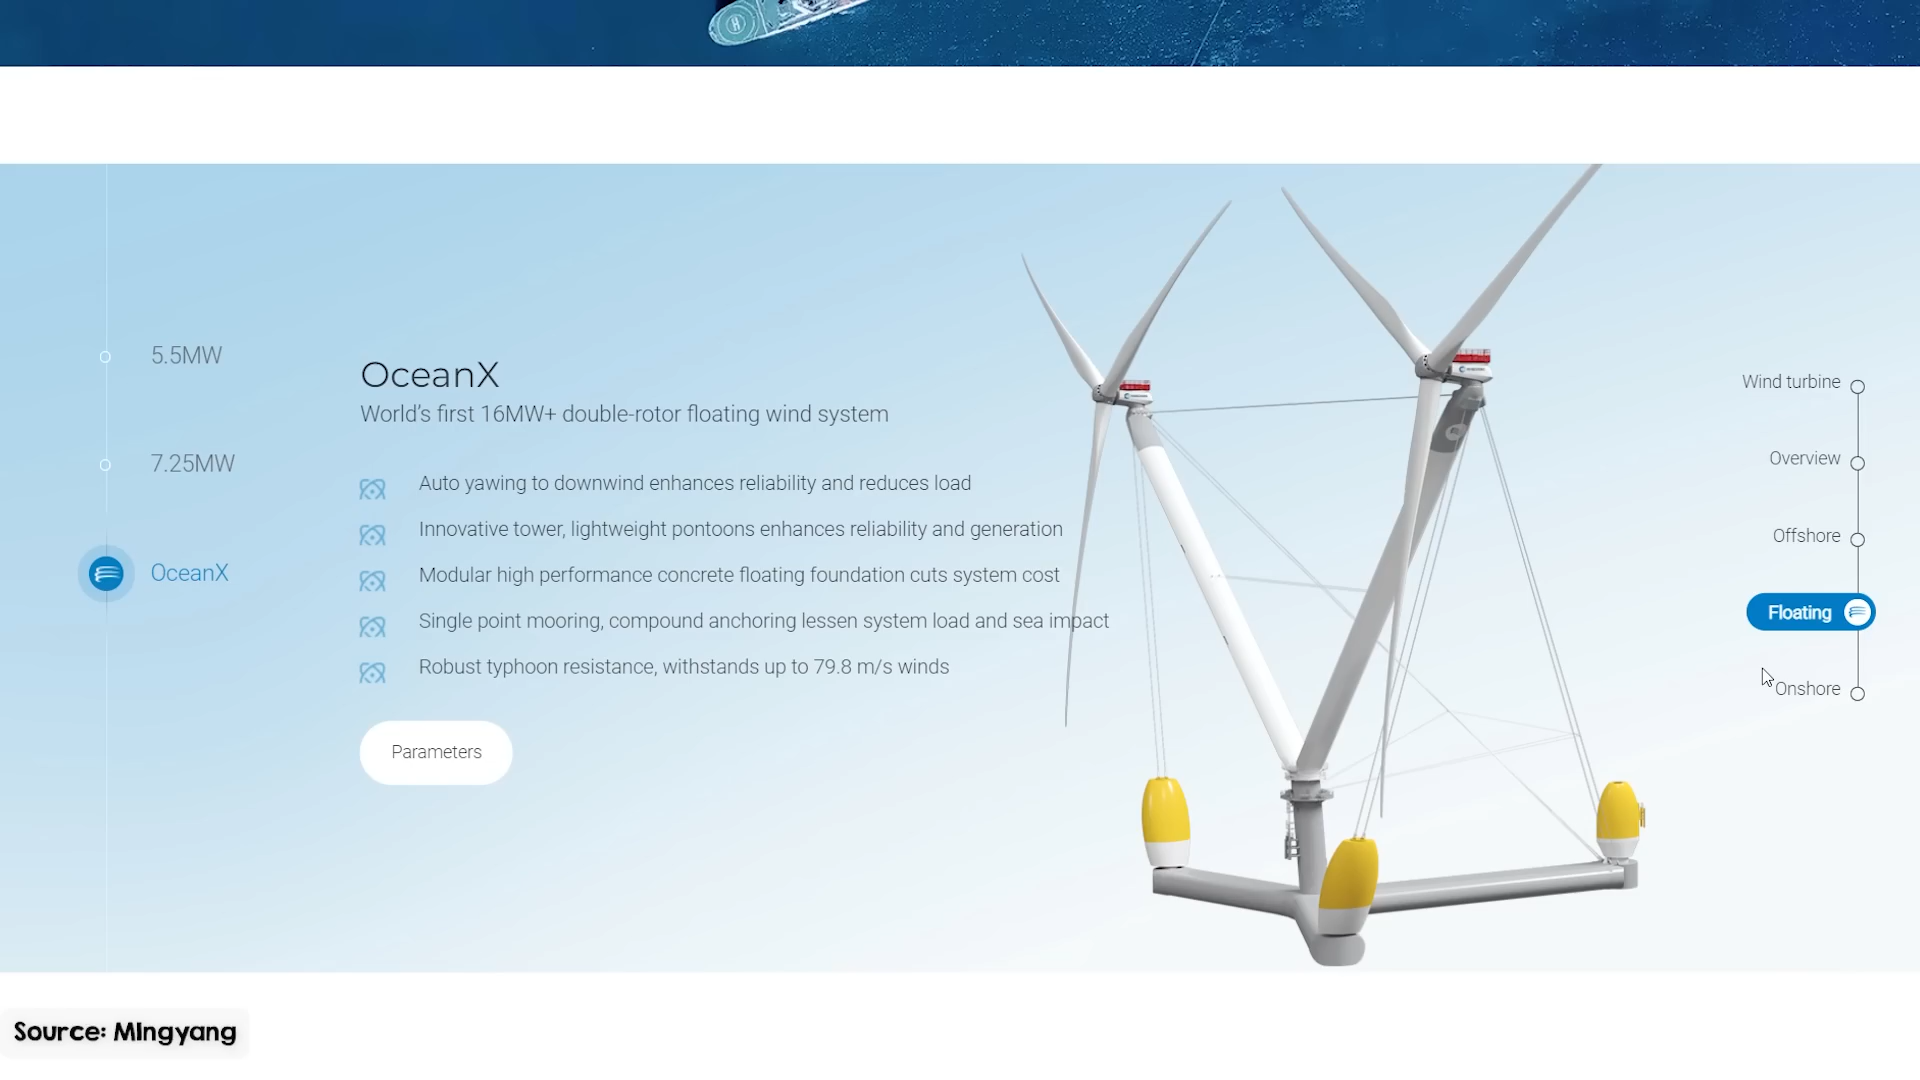 5.5MW
7.25MW
OceanX
OceanX
World's first 16MW+ double-rotor floating wind system
Auto yawing to downwind enhances reliability and reduces load
Innovative tower, lightweight pontoons enhances reliability and generation
Modular high performance concrete floating foundation cuts system cost
Single point mooring, compound anchoring lessen system load and sea impact
Robust typhoon resistance, withstands up to 79.8 m/s winds
Parameters
Wind turbine
Overview
Offshore
Floating
Onshore
Source: MIngyang